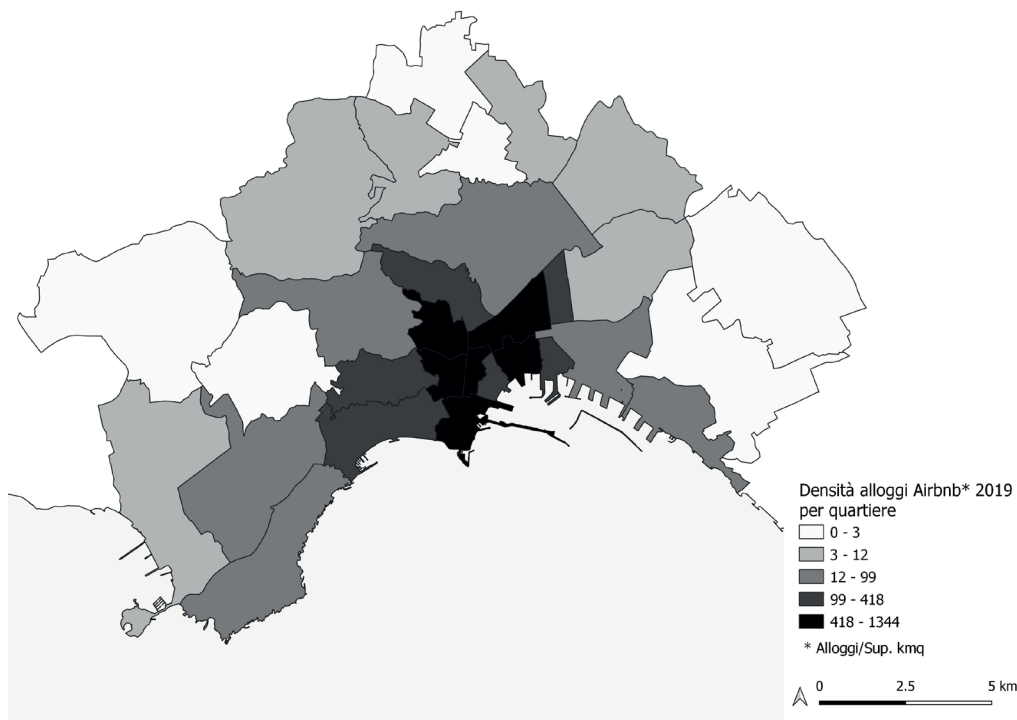 Densità alloggi Airbnb* 2019
per quartiere
0 - 3
3 - 12
12 - 99
99 - 418
418 - 1344
* Alloggi/Sup. kmq
0 2.5 5 km